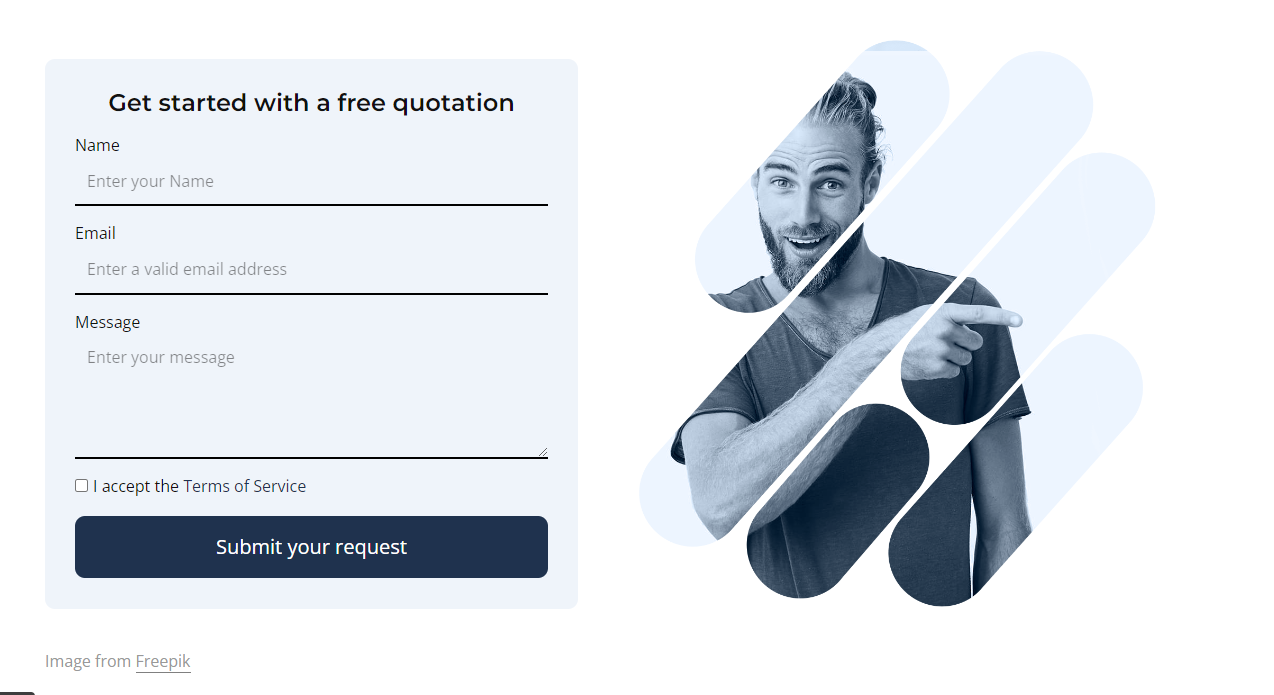 Get started with a free quotation
Name
Enter your Name
Email
Enter a valid email address
Message
Enter your message
I accept the Terms of Service
Submit your request
Image from Freepik